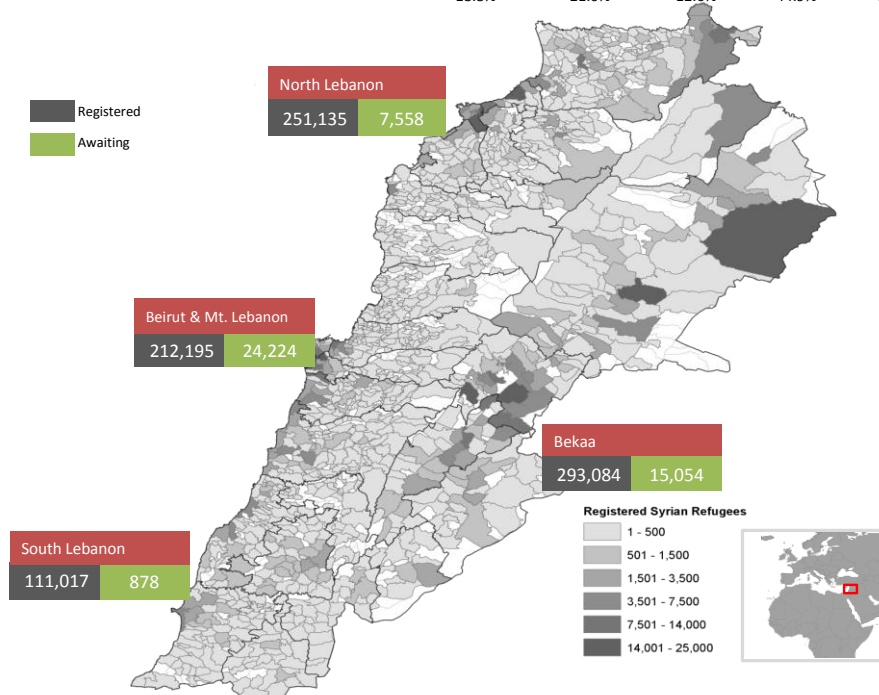 Registered
Awaiting
North Lebanon
251,135 7,558
Beirut & Mt. Lebanon
212,195 24,224
Bekaa
293,084 15,054
South Lebanon
111,017 878
Registered Syrian Refugees
1 - 500
501 - 1,500
1,501 - 3,500
3,501 - 7,500
7,501 - 14,000
14,001 - 25,000